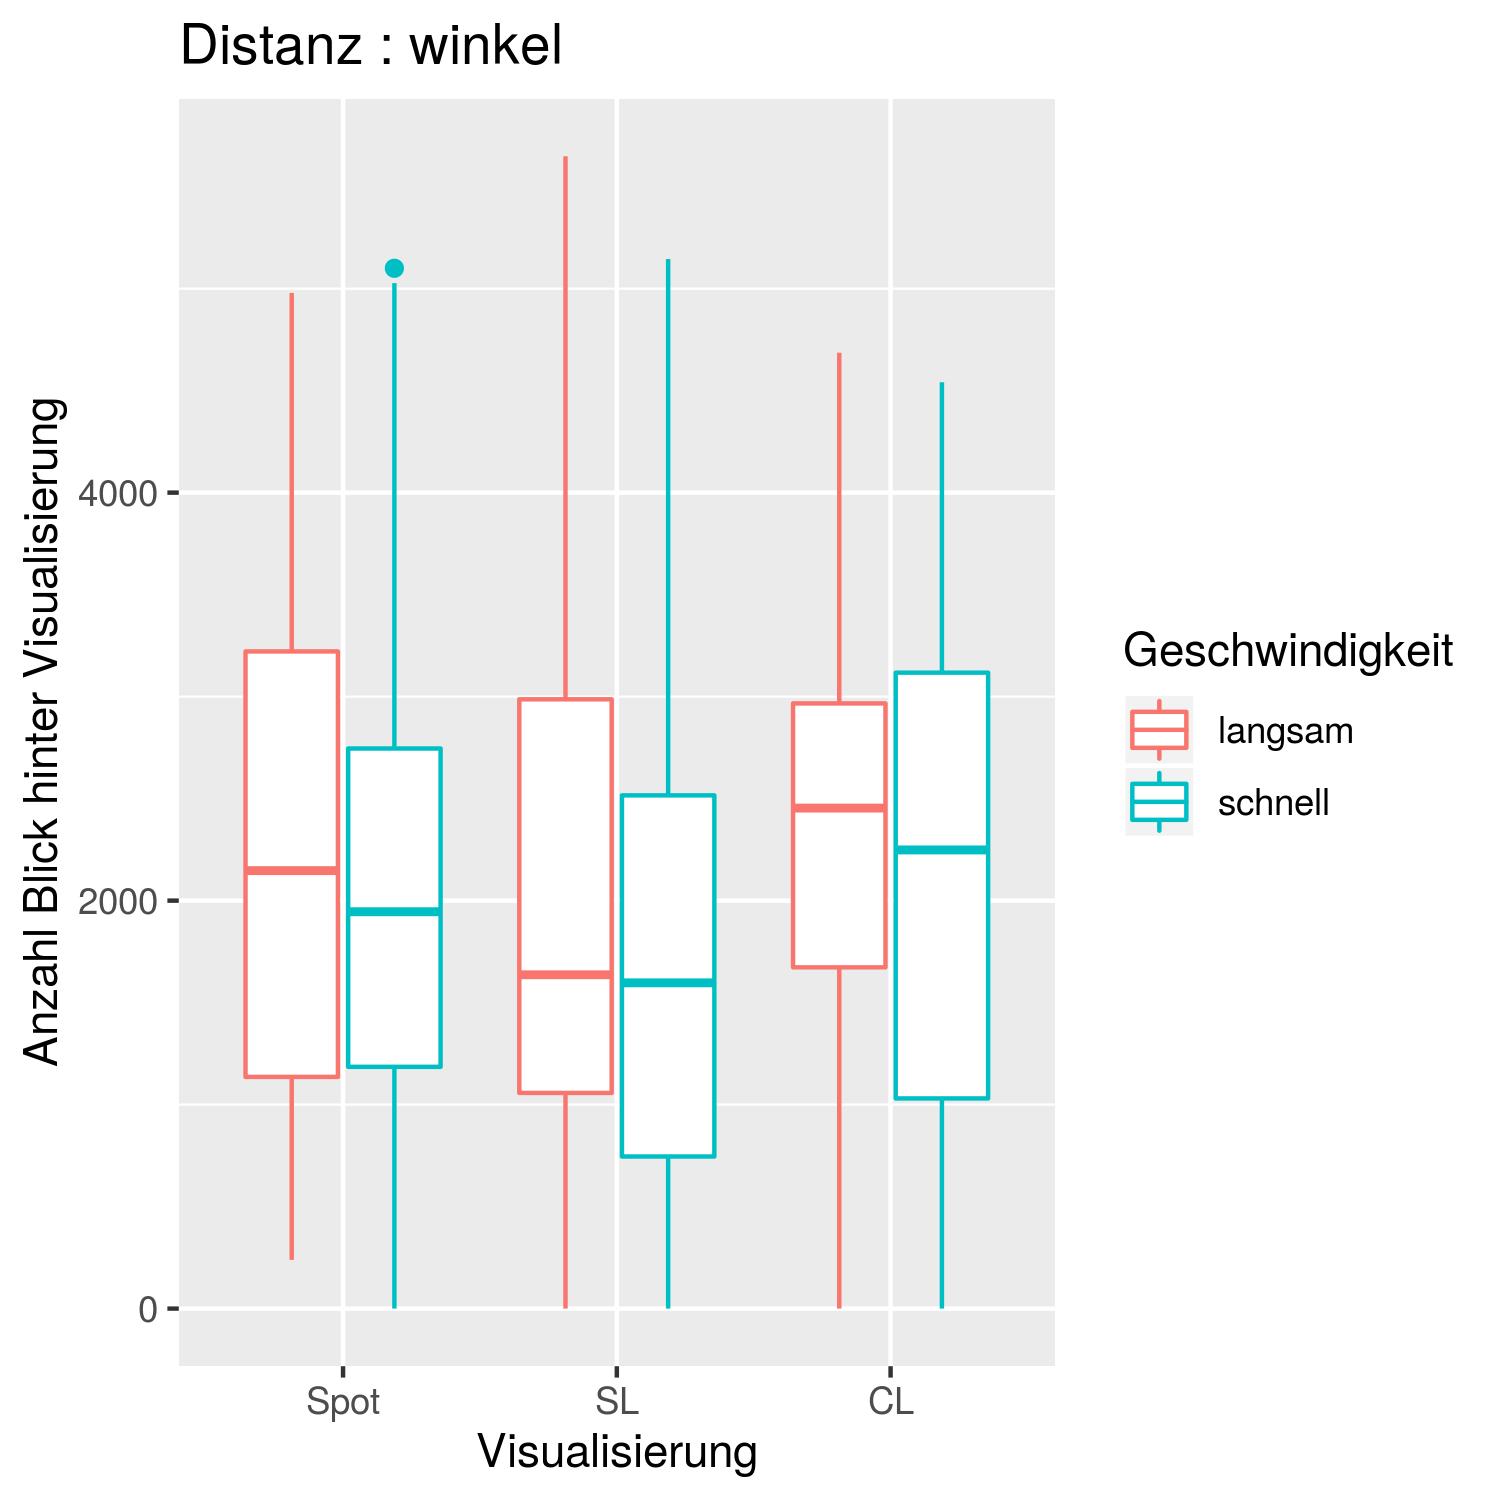 Distanz : winkel
Anzahl Blick hinter Visualisierung
4000
2000
0
Spot
SL
CL
Visualisierung
Geschwindigkeit
langsam
schnell